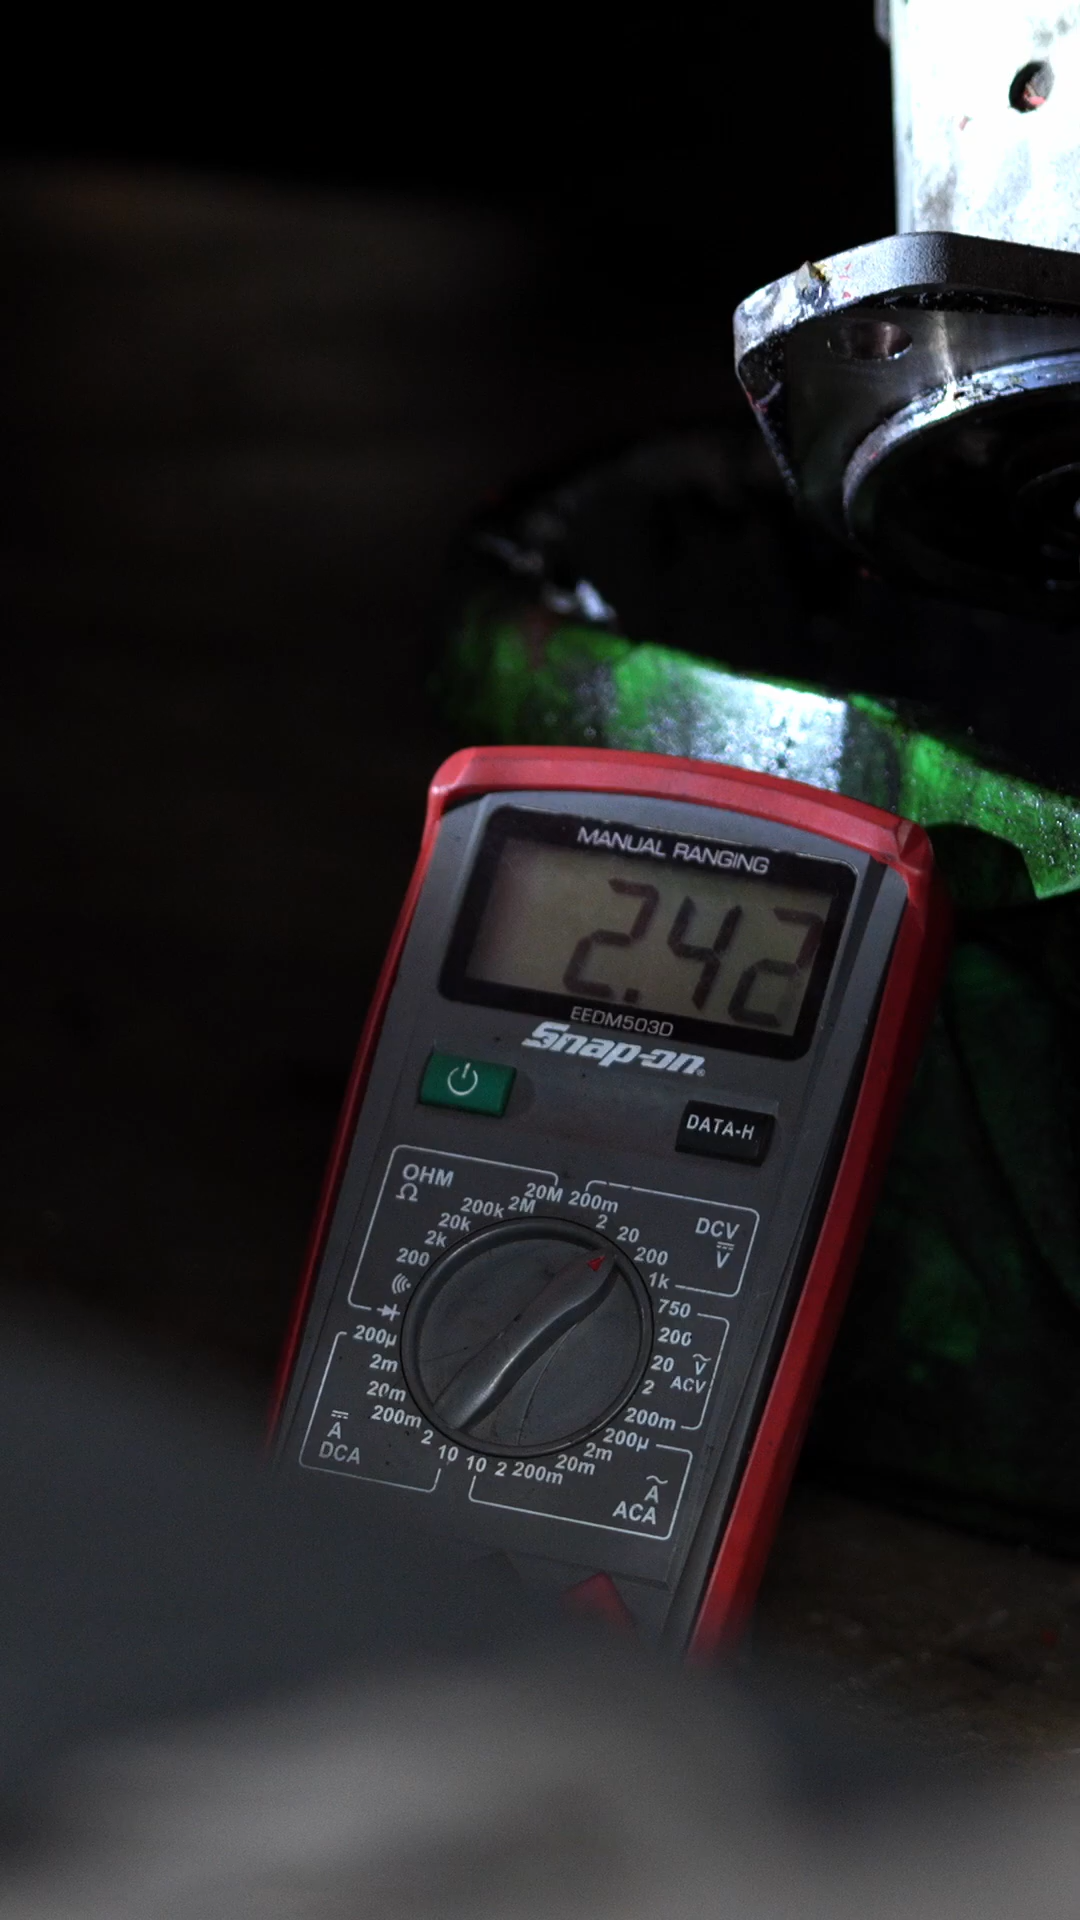 MANUAL RANGING
2.42
EEDM503D
Snap-on
DATA-H
OHM
Ω
200
2k
20k
200k
2M
20M
200m
2
20
200
1k
DCV
V
750
200
20
2
200m
V
ACV
200µ
2m
20m
200m
2
10
A
DCA
200µ
2m
20m
200m
2
10
A
ACA